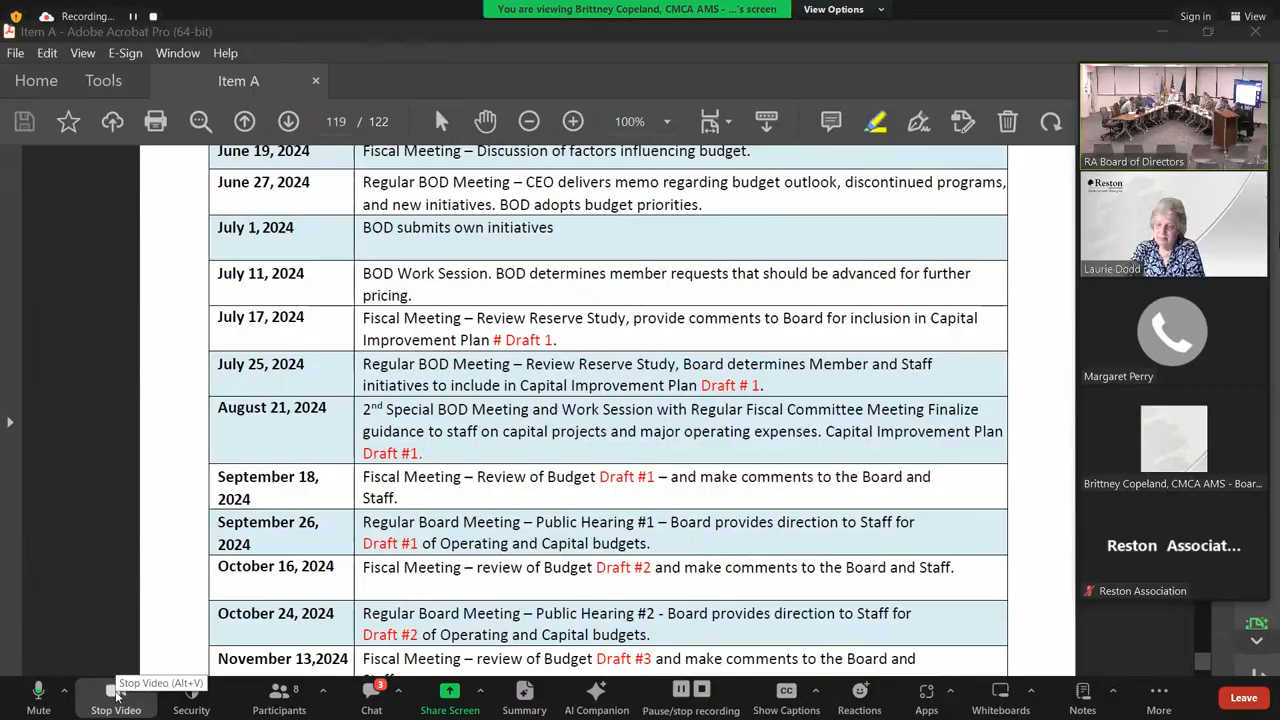 Recording...
You are viewing Brittney Copeland, CMCA AMS - ...'s screen
View Options
Sign in
View
Item A - Adobe Acrobat Pro (64-bit)
File Edit View E-Sign Window Help
Home Tools Item A
119 / 122
100%
June 19, 2024 Fiscal Meeting – Discussion of factors influencing budget.
June 27, 2024 Regular BOD Meeting – CEO delivers memo regarding budget outlook, discontinued programs,
and new initiatives. BOD adopts budget priorities.
July 1, 2024 BOD submits own initiatives
July 11, 2024 BOD Work Session. BOD determines member requests that should be advanced for further
pricing.
July 17, 2024 Fiscal Meeting – Review Reserve Study, provide comments to Board for inclusion in Capital
Improvement Plan # Draft 1.
July 25, 2024 Regular BOD Meeting – Review Reserve Study, Board determines Member and Staff
initiatives to include in Capital Improvement Plan Draft # 1.
August 21, 2024 2nd Special BOD Meeting and Work Session with Regular Fiscal Committee Meeting Finalize
guidance to staff on capital projects and major operating expenses. Capital Improvement Plan
Draft #1.
September 18, Fiscal Meeting – Review of Budget Draft #1 – and make comments to the Board and
2024 Staff.
September 26, Regular Board Meeting – Public Hearing #1 – Board provides direction to Staff for
2024 Draft #1 of Operating and Capital budgets.
October 16, 2024 Fiscal Meeting – review of Budget Draft #2 and make comments to the Board and Staff.
October 24, 2024 Regular Board Meeting – Public Hearing #2 - Board provides direction to Staff for
Draft #2 of Operating and Capital budgets.
November 13,2024 Fiscal Meeting – review of Budget Draft #3 and make comments to the Board and
RA Board of Directors
Reston
Laurie Dodd
Margaret Perry
Brittney Copeland, CMCA AMS - Boar...
Reston Associat...
Reston Association
Stop Video (Alt+V)
8
3
Mute Stop Video Security Participants Chat Share Screen Summary AI Companion Pause/stop recording Show Captions Reactions Apps Whiteboards Notes More Leave